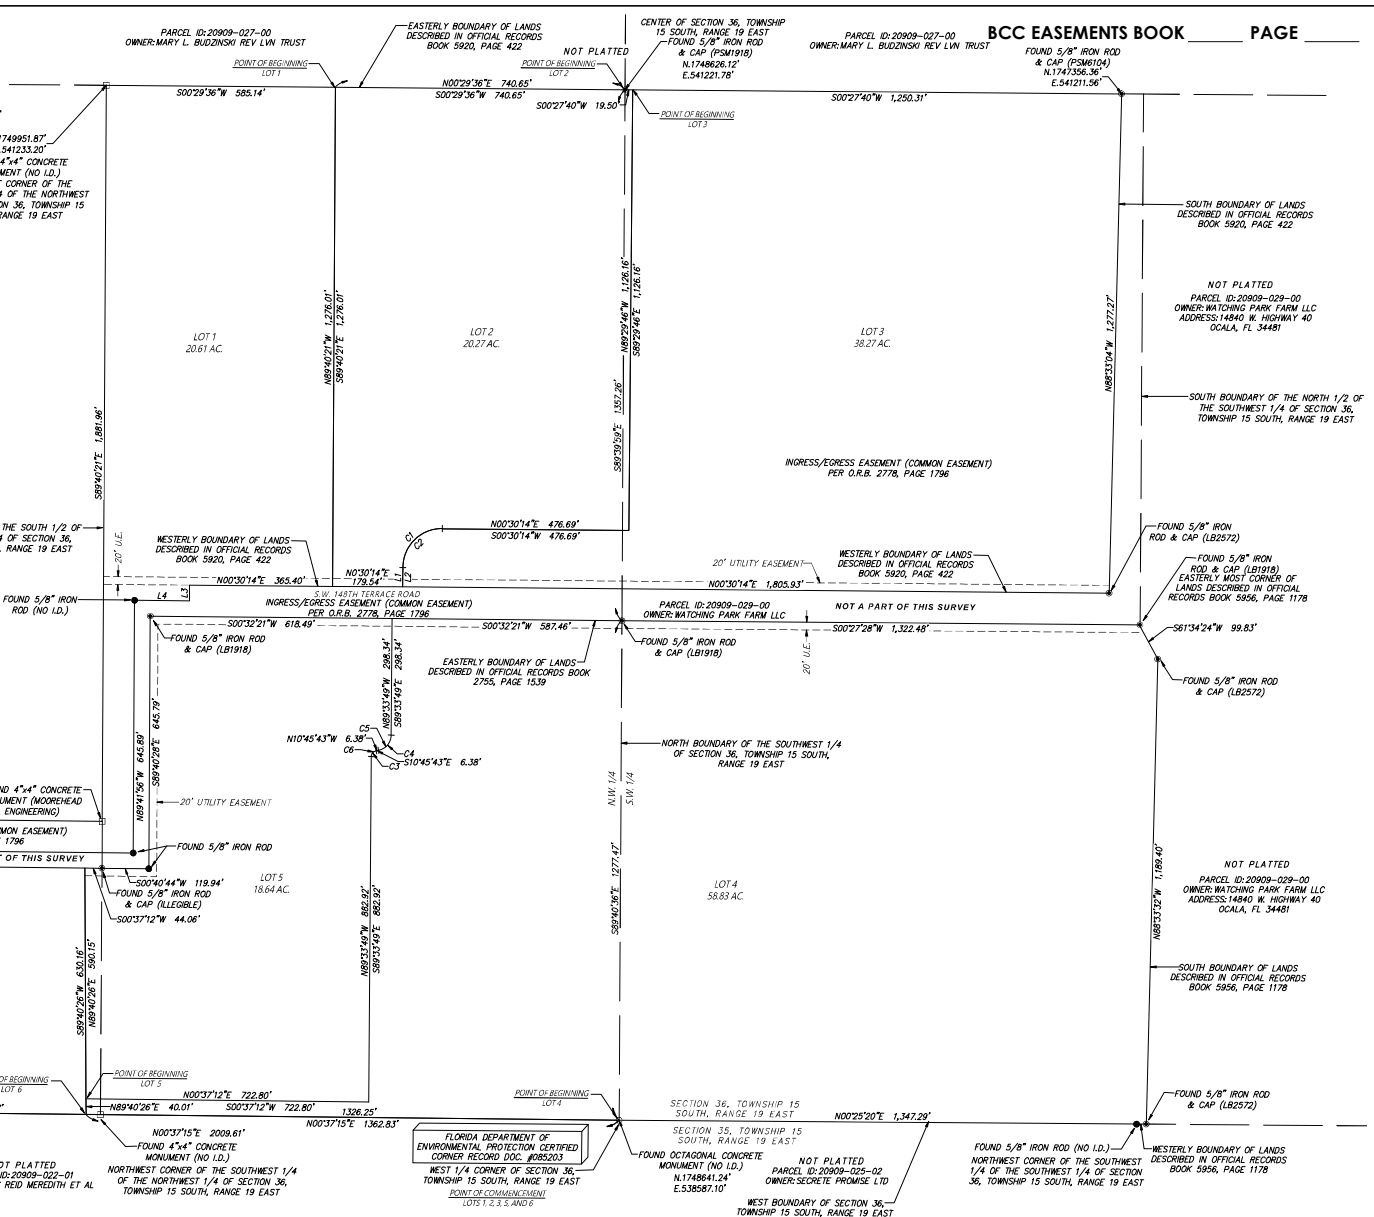 BCC EASEMENTS BOOK ______ PAGE ______
PARCEL ID:20909-027-00
OWNER:MARY L. BUDZINSKI REV LVN TRUST
EASTERLY BOUNDARY OF LANDS
DESCRIBED IN OFFICIAL RECORDS
BOOK 5920, PAGE 422
NOT PLATTED
CENTER OF SECTION 36, TOWNSHIP
15 SOUTH, RANGE 19 EAST
FOUND 5/8" IRON ROD
& CAP (PSM1918)
N.1748626.12'
E.541221.78'
PARCEL ID:20909-027-00
OWNER:MARY L. BUDZINSKI REV LVN TRUST
FOUND 5/8" IRON ROD
& CAP (PSM6104)
N.1747356.36'
E.541211.56'
POINT OF BEGINNING
LOT 1
POINT OF BEGINNING
LOT 2
POINT OF BEGINNING
LOT 3
S00°29'36"W 585.14'
N00°29'36"E 740.65'
S00°29'36"W 740.65'
S00°27'40"W 19.50'
S00°27'40"W 1,250.31'
1749951.87'
.541233.20'
4"x4" CONCRETE
MENT (NO I.D.)
T CORNER OF THE
4 OF THE NORTHWEST
ON 36, TOWNSHIP 15
RANGE 19 EAST
SOUTH BOUNDARY OF LANDS
DESCRIBED IN OFFICIAL RECORDS
BOOK 5920, PAGE 422
NOT PLATTED
PARCEL ID:20909-029-00
OWNER:WATCHING PARK FARM LLC
ADDRESS:14840 W. HIGHWAY 40
OCALA, FL 34481
LOT 1
20.61 AC.
LOT 2
20.27 AC.
LOT 3
38.27 AC.
N89°40'21"W 1,276.01'
S89°40'21"E 1,276.01'
N89°29'46"W 1,126.16'
S89°29'46"E 1,126.16'
N88°33'04"W 1,277.27'
S89°40'21"E 1,881.96'
S89°39'59"E 1357.26'
SOUTH BOUNDARY OF THE NORTH 1/2 OF
THE SOUTHWEST 1/4 OF SECTION 36,
TOWNSHIP 15 SOUTH, RANGE 19 EAST
INGRESS/EGRESS EASEMENT (COMMON EASEMENT)
PER O.R.B. 2778, PAGE 1796
THE SOUTH 1/2 OF
4 OF SECTION 36,
, RANGE 19 EAST
20' U.E.
WESTERLY BOUNDARY OF LANDS
DESCRIBED IN OFFICIAL RECORDS
BOOK 5920, PAGE 422
C1
C2
N00°30'14"E 476.69'
S00°30'14"W 476.69'
20' UTILITY EASEMENT
WESTERLY BOUNDARY OF LANDS
DESCRIBED IN OFFICIAL RECORDS
BOOK 5920, PAGE 422
FOUND 5/8" IRON
ROD & CAP (LB2572)
FOUND 5/8" IRON
ROD & CAP (LB1918)
EASTERLY MOST CORNER OF
LANDS DESCRIBED IN OFFICIAL
RECORDS BOOK 5956, PAGE 1178
N00°30'14"E 365.40'
N0°30'14"E
179.54'
L1
L2
N00°30'14"E 1,805.93'
L4
L3
FOUND 5/8" IRON
ROD (NO I.D.)
S.W. 148TH TERRACE ROAD
INGRESS/EGRESS EASEMENT (COMMON EASEMENT)
PER O.R.B. 2778, PAGE 1796
PARCEL ID:20909-029-00
OWNER:WATCHING PARK FARM LLC
NOT A PART OF THIS SURVEY
S00°32'21"W 618.49'
S00°32'21"W 587.46'
S00°27'28"W 1,322.48'
S61°34'24"W 99.83'
FOUND 5/8" IRON ROD
& CAP (LB1918)
FOUND 5/8" IRON ROD
& CAP (LB1918)
20' U.E.
EASTERLY BOUNDARY OF LANDS
DESCRIBED IN OFFICIAL RECORDS BOOK
2755, PAGE 1539
FOUND 5/8" IRON ROD
& CAP (LB2572)
N89°33'49"W 298.34'
S89°33'49"E 298.34'
N89°41'56"W 645.89'
S89°40'28"E 645.79'
C5
N10°45'43"W 6.38'
C6
C4
S10°45'43"E 6.38'
C3
NORTH BOUNDARY OF THE SOUTHWEST 1/4
OF SECTION 36, TOWNSHIP 15 SOUTH,
RANGE 19 EAST
N.W. 1/4
S.W. 1/4
ND 4"x4" CONCRETE
UMENT (MOOREHEAD
ENGINEERING)
20' UTILITY EASEMENT
MON EASEMENT)
1796
T OF THIS SURVEY
FOUND 5/8" IRON ROD
S00°40'44"W 119.94'
FOUND 5/8" IRON ROD
& CAP (ILLEGIBLE)
S00°37'12"W 44.06'
LOT 5
18.64 AC.
LOT 4
58.83 AC.
NOT PLATTED
PARCEL ID:20909-029-00
OWNER:WATCHING PARK FARM LLC
ADDRESS:14840 W. HIGHWAY 40
OCALA, FL 34481
S89°40'26"W 630.16'
N89°40'26"E 590.15'
N89°33'49"W 882.92'
S89°33'49"E 882.92'
S89°40'36"E 1277.47'
N88°33'32"W 1,189.40'
SOUTH BOUNDARY OF LANDS
DESCRIBED IN OFFICIAL RECORDS
BOOK 5956, PAGE 1178
OF BEGINNING
LOT 6
POINT OF BEGINNING
LOT 5
N00°37'12"E 722.80'
N89°40'26"E 40.01'
S00°37'12"W 722.80'
1326.25'
N00°37'15"E 1362.83'
POINT OF BEGINNING
LOT 4
SECTION 36, TOWNSHIP 15
SOUTH, RANGE 19 EAST
SECTION 35, TOWNSHIP 15
SOUTH, RANGE 19 EAST
N00°25'20"E 1,347.29'
FOUND 5/8" IRON ROD
& CAP (LB2572)
N00°37'15"E 2009.61'
FOUND 4"x4" CONCRETE
MONUMENT (NO I.D.)
NORTHWEST CORNER OF THE SOUTHWEST 1/4
OF THE NORTHWEST 1/4 OF SECTION 36,
TOWNSHIP 15 SOUTH, RANGE 19 EAST
OT PLATTED
ID:20909-022-01
REID MEREDITH ET AL
FLORIDA DEPARTMENT OF
ENVIRONMENTAL PROTECTION CERTIFIED
CORNER RECORD DOC. #085203
WEST 1/4 CORNER OF SECTION 36,
TOWNSHIP 15 SOUTH, RANGE 19 EAST
POINT OF COMMENCEMENT
LOTS 1, 2, 3, 5, AND 6
FOUND OCTAGONAL CONCRETE
MONUMENT (NO I.D.)
N.1748641.24'
E.538587.10'
NOT PLATTED
PARCEL ID:20909-025-02
OWNER:SECRETE PROMISE LTD
WEST BOUNDARY OF SECTION 36,
TOWNSHIP 15 SOUTH, RANGE 19 EAST
FOUND 5/8" IRON ROD (NO I.D.)
NORTHWEST CORNER OF THE SOUTHWEST
1/4 OF THE SOUTHWEST 1/4 OF SECTION
36, TOWNSHIP 15 SOUTH, RANGE 19 EAST
WESTERLY BOUNDARY OF LANDS
DESCRIBED IN OFFICIAL RECORDS
BOOK 5956, PAGE 1178